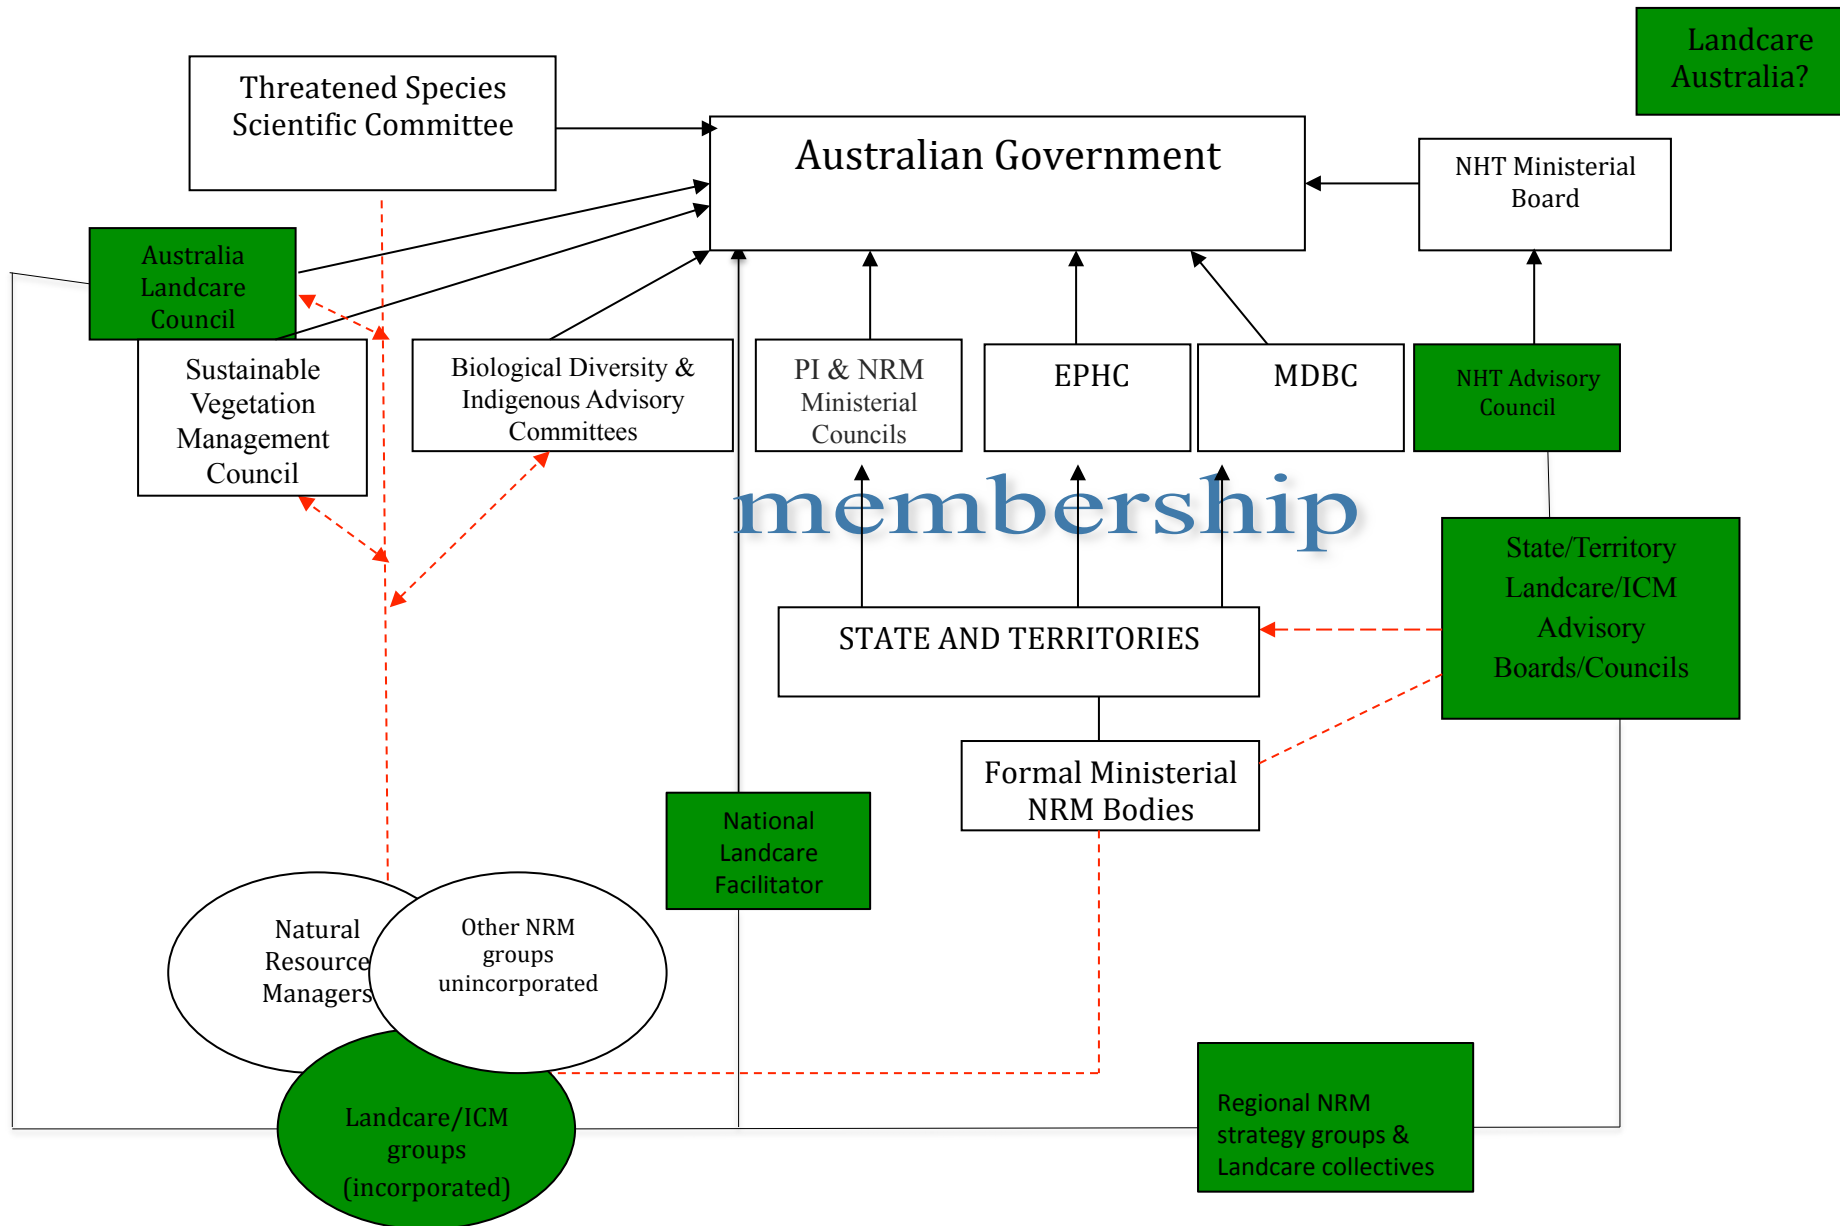 Landcare
Australia?
Threatened Species
Scientific Committee
Australian Government
NHT Ministerial
Board
Australia
Landcare
Council
Sustainable
Vegetation
Management
Council
Biological Diversity &
Indigenous Advisory
Committees
PI & NRM
Ministerial
Councils
EPHC
MDBC
NHT Advisory
Council
membership
State/Territory
Landcare/ICM
Advisory
Boards/Councils
STATE AND TERRITORIES
Formal Ministerial
NRM Bodies
National
Landcare
Facilitator
Natural
Resource
Managers
Other NRM
groups
unincorporated
Landcare/ICM
groups
(incorporated)
Regional NRM
strategy groups &
Landcare collectives